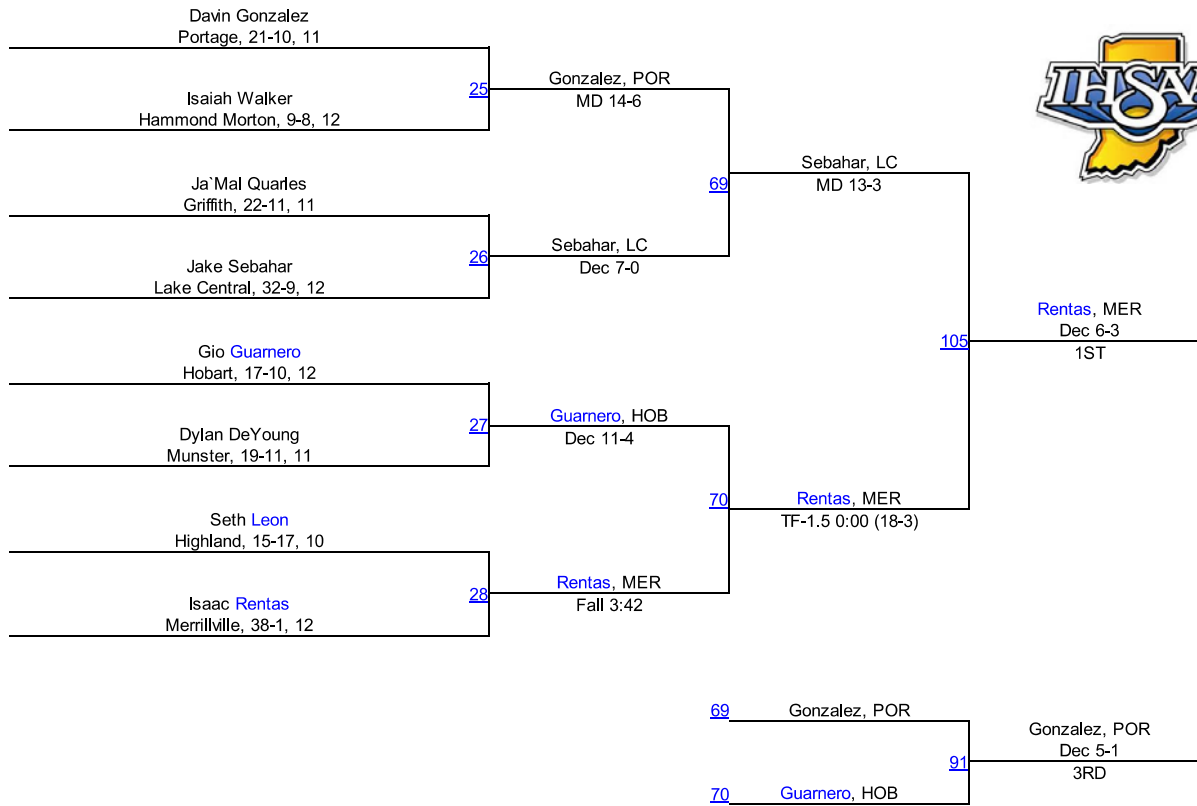 Davin Gonzalez
Portage, 21-10, 11
25
Isaiah Walker
Hammond Morton, 9-8, 12
Gonzalez, POR
MD 14-6
Ja`Mal Quarles
Griffith, 22-11, 11
26
Jake Sebahar
Lake Central, 32-9, 12
Sebahar, LC
Dec 7-0
69
Sebahar, LC
MD 13-3
Gio Guarnero
Hobart, 17-10, 12
27
Dylan DeYoung
Munster, 19-11, 11
Guarnero, HOB
Dec 11-4
Seth Leon
Highland, 15-17, 10
28
Isaac Rentas
Merrillville, 38-1, 12
Rentas, MER
Fall 3:42
70
Rentas, MER
TF-1.5 0:00 (18-3)
105
Rentas, MER
Dec 6-3
1ST
69
Gonzalez, POR
91
70
Guarnero, HOB
Gonzalez, POR
Dec 5-1
3RD
IHSAA